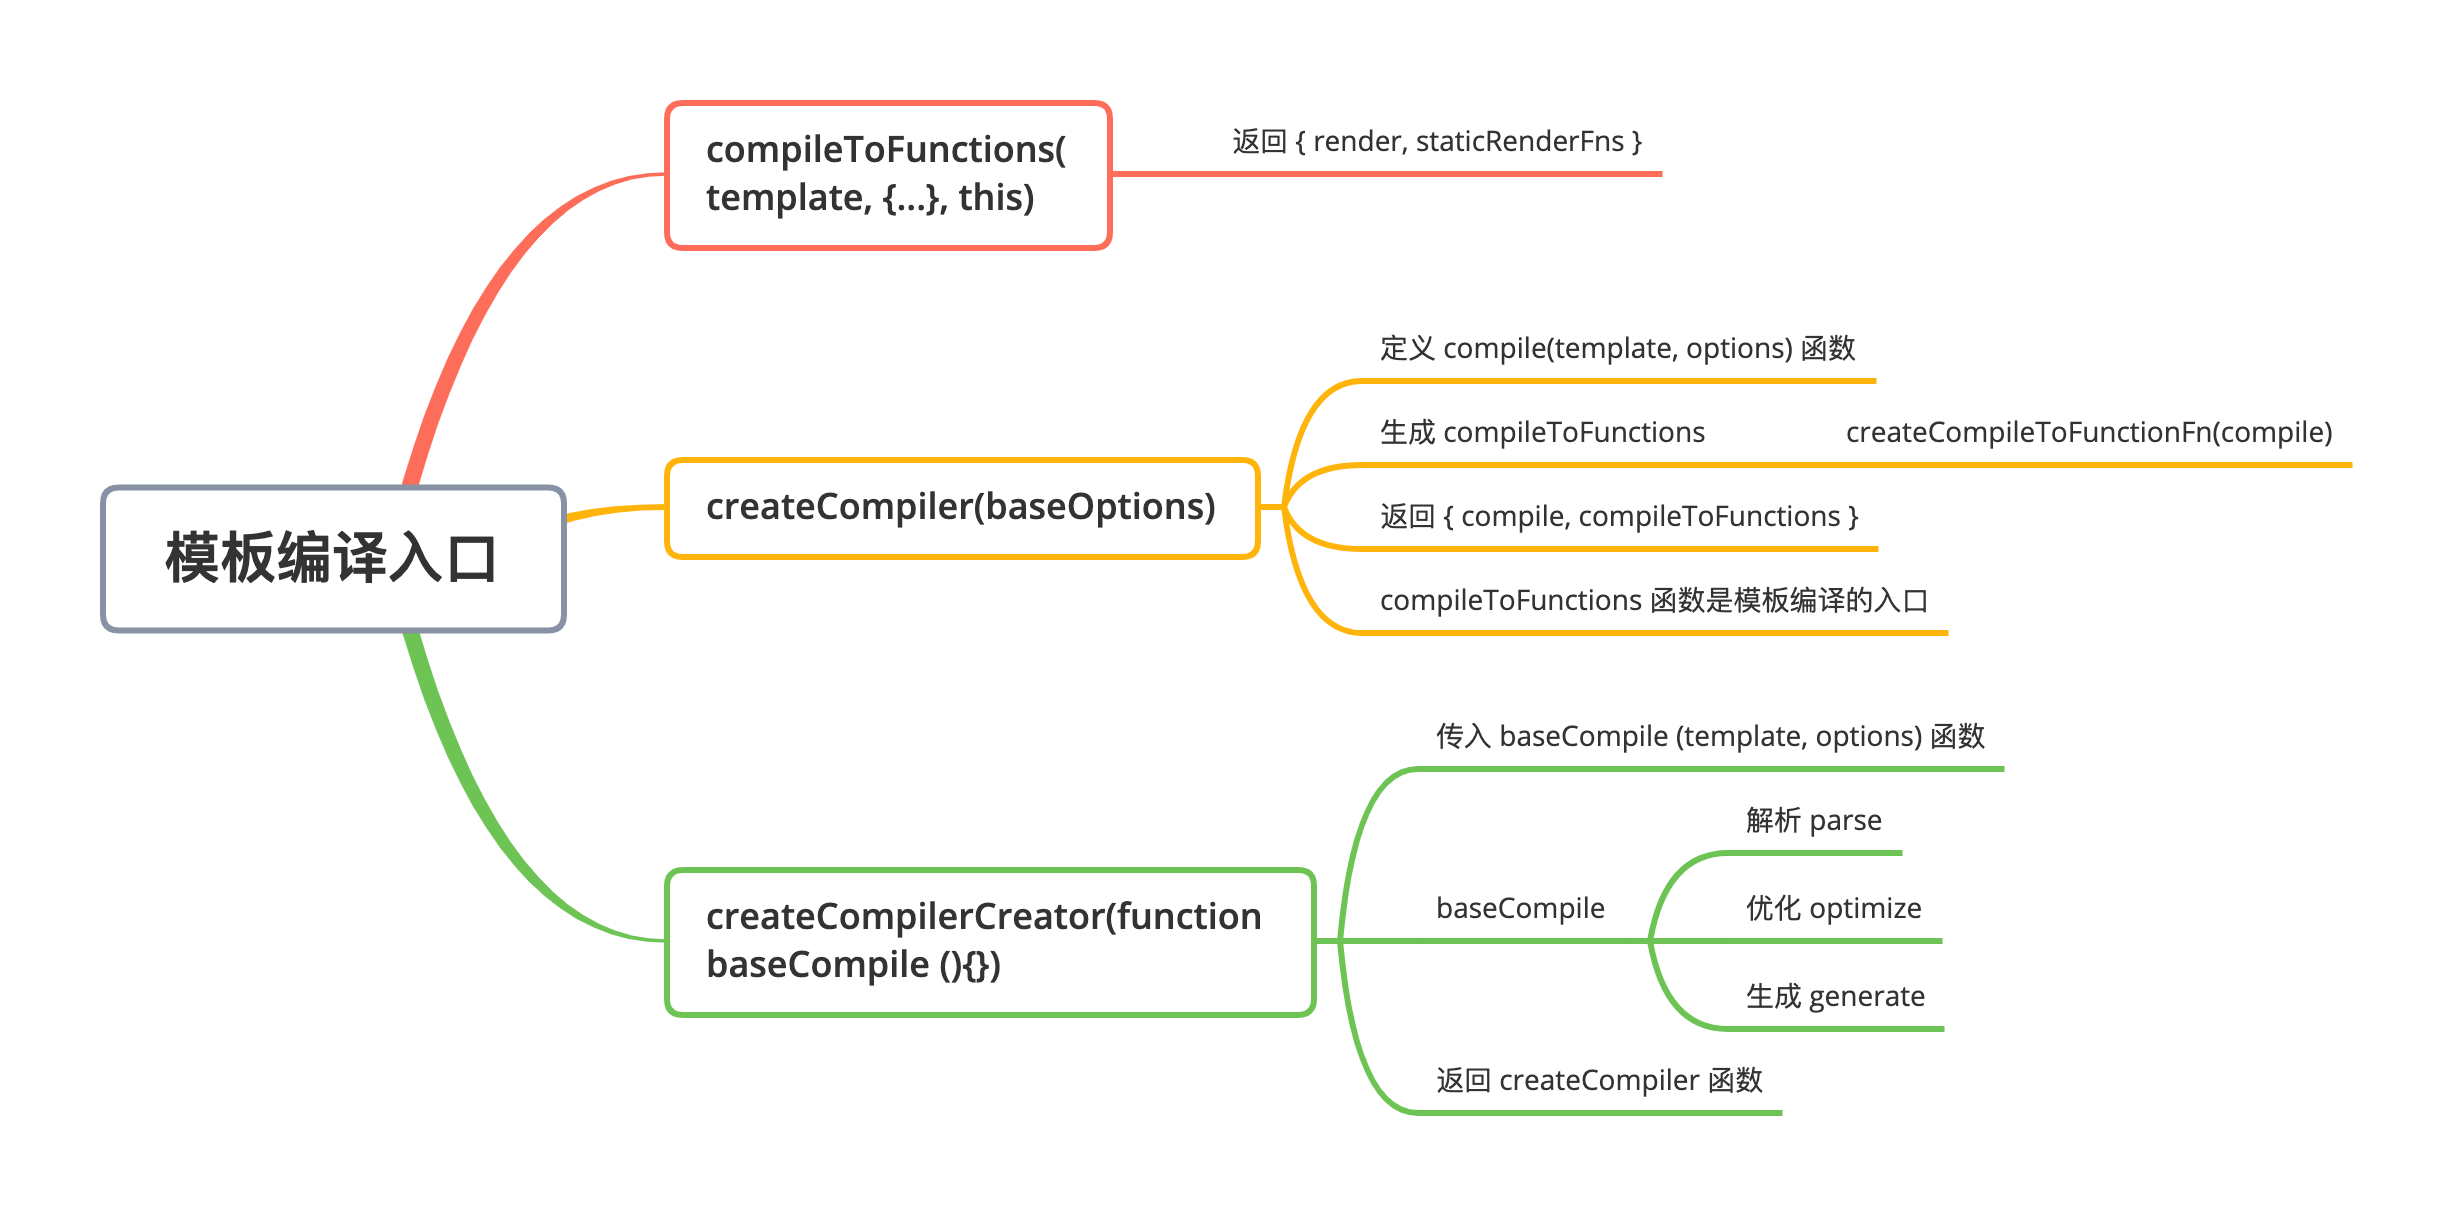 模板编译入口
compileToFunctions(
template, {...}, this)
返回 { render, staticRenderFns }
createCompiler(baseOptions)
定义 compile(template, options) 函数
生成 compileToFunctions
createCompileToFunctionFn(compile)
返回 { compile, compileToFunctions }
compileToFunctions 函数是模板编译的入口
createCompilerCreator(function
baseCompile (){})
传入 baseCompile (template, options) 函数
baseCompile
解析 parse
优化 optimize
生成 generate
返回 createCompiler 函数